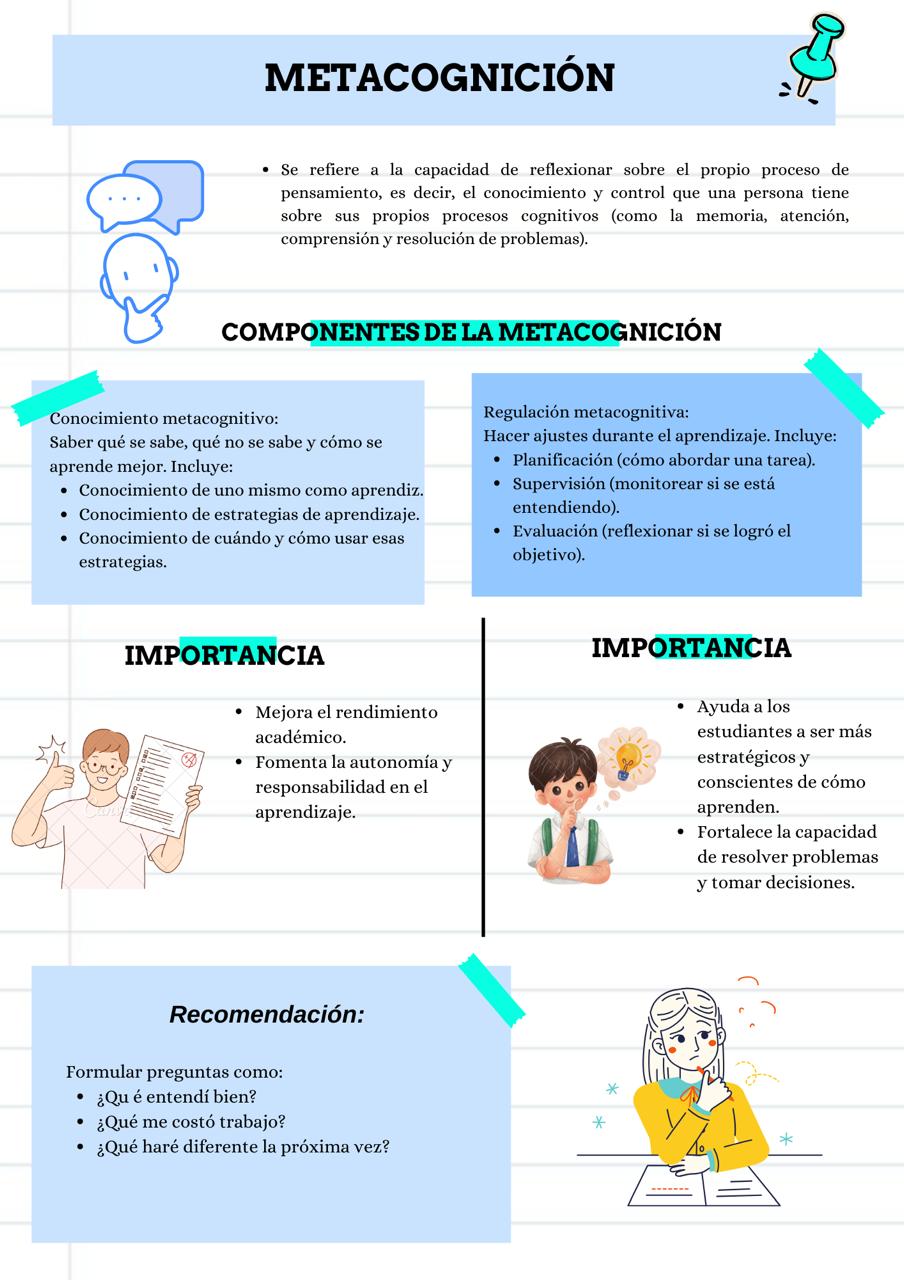 METACOGNICIÓN
• Se refiere a la capacidad de reflexionar sobre el propio proceso de
pensamiento, es decir, el conocimiento y control que una persona tiene
sobre sus propios procesos cognitivos (como la memoria, atención,
comprensión y resolución de problemas).
COMPONENTES DE LA METACOGNICIÓN
Conocimiento metacognitivo:
Saber qué se sabe, qué no se sabe y cómo se
aprende mejor. Incluye:
• Conocimiento de uno mismo como aprendiz.
• Conocimiento de estrategias de aprendizaje.
• Conocimiento de cuándo y cómo usar esas
estrategias.
Regulación metacognitiva:
Hacer ajustes durante el aprendizaje. Incluye:
• Planificación (cómo abordar una tarea).
• Supervisión (monitorear si se está
entendiendo).
• Evaluación (reflexionar si se logró el
objetivo).
IMPORTANCIA
• Mejora el rendimiento
académico.
• Fomenta la autonomía y
responsabilidad en el
aprendizaje.
IMPORTANCIA
• Ayuda a los
estudiantes a ser más
estratégicos y
conscientes de cómo
aprenden.
• Fortalece la capacidad
de resolver problemas
y tomar decisiones.
Recomendación:
Formular preguntas como:
• ¿Qu é entendí bien?
• ¿Qué me costó trabajo?
• ¿Qué haré diferente la próxima vez?